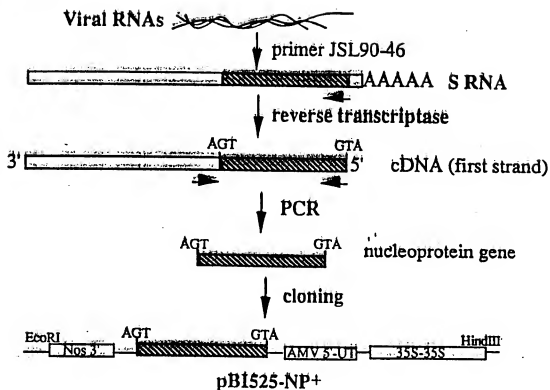 Viral RNAs
primer JSL90-46
AAAAA S RNA
reverse transcriptase
AGT GTA
3' 5' cDNA (first strand)
PCR
AGT GTA
nucleoprotein gene
cloning
EcoRI AGT GTA HindIII
Nos 3' AMV 5'-UT 35S-35S
pBI525-NP+